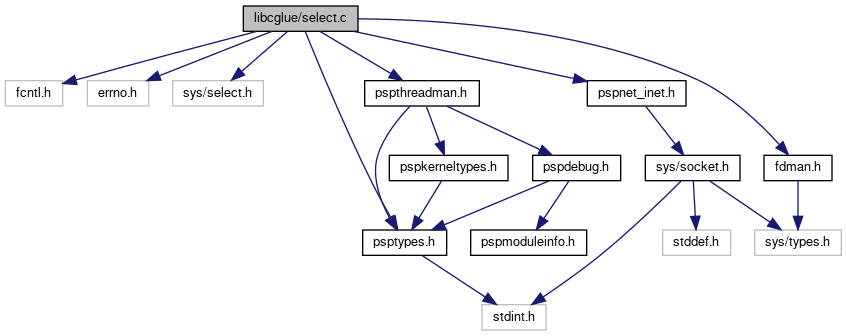 libcglue/select.c
fcntl.h
errno.h
sys/select.h
pspthreadman.h
pspnet_inet.h
pspkerneltypes.h
pspdebug.h
sys/socket.h
fdman.h
psptypes.h
pspmoduleinfo.h
stddef.h
sys/types.h
stdint.h